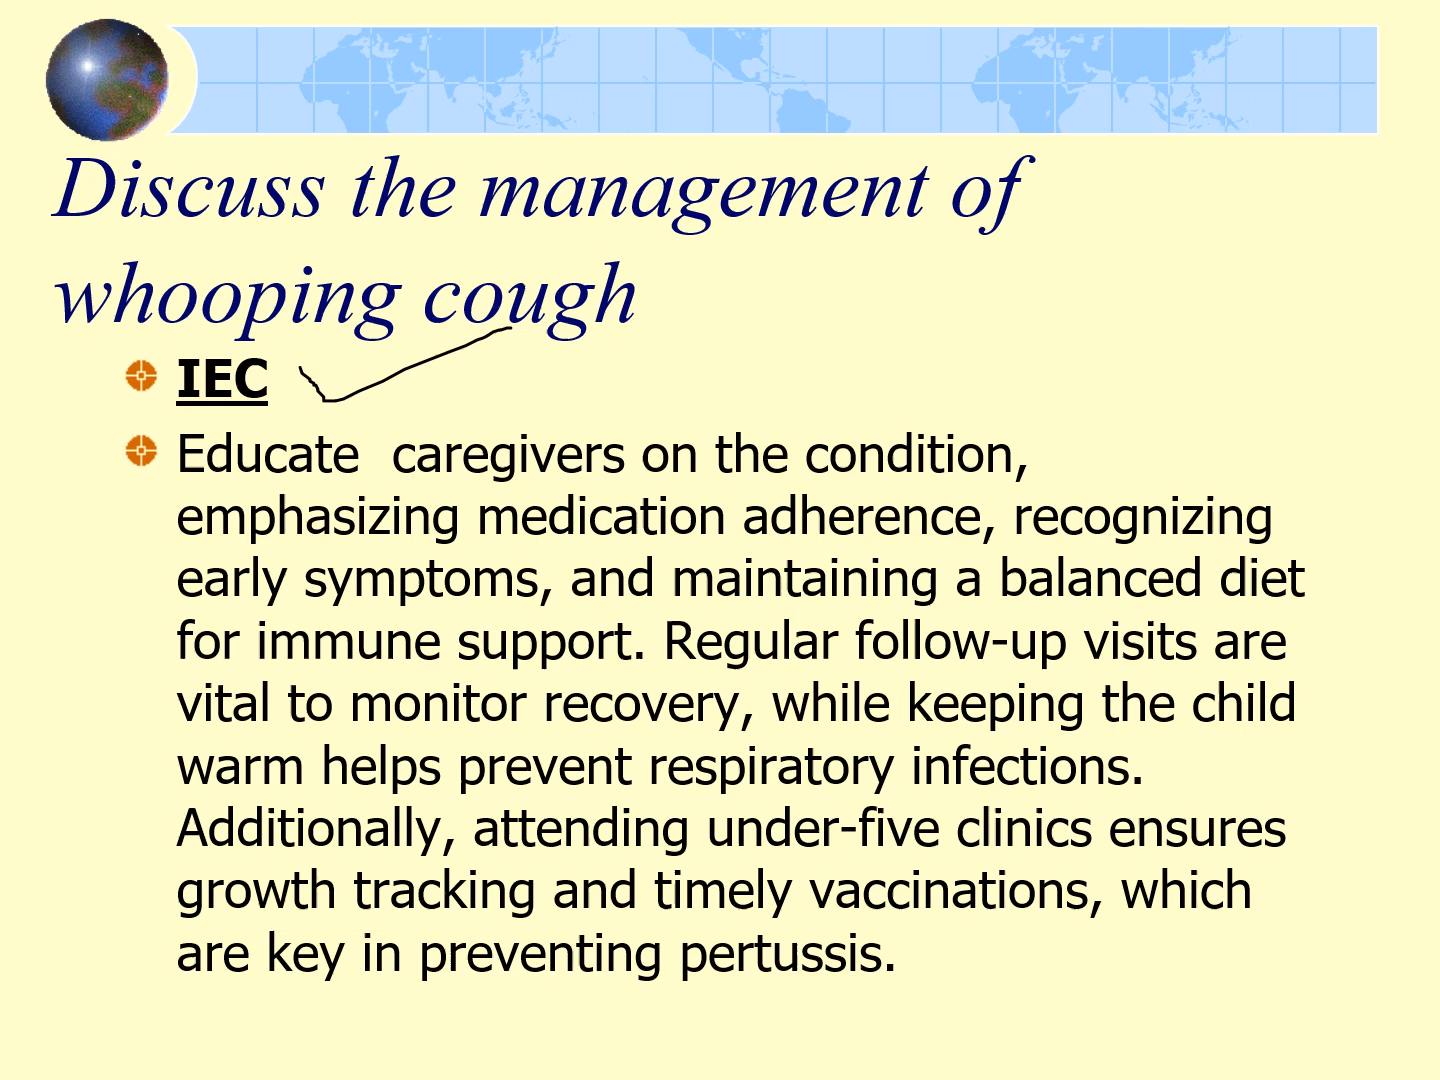 Discuss the management of
whooping cough
IEC
Educate  caregivers on the condition,
emphasizing medication adherence, recognizing
early symptoms, and maintaining a balanced diet
for immune support. Regular follow-up visits are
vital to monitor recovery, while keeping the child
warm helps prevent respiratory infections.
Additionally, attending under-five clinics ensures
growth tracking and timely vaccinations, which
are key in preventing pertussis.